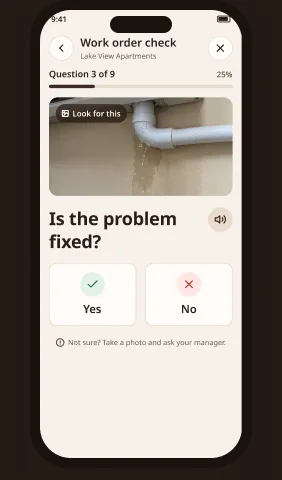 9:41
Work order check
Lake View Apartments
Question 3 of 9
25%
Look for this
Is the problem
fixed?
Yes
No
Not sure? Take a photo and ask your manager.